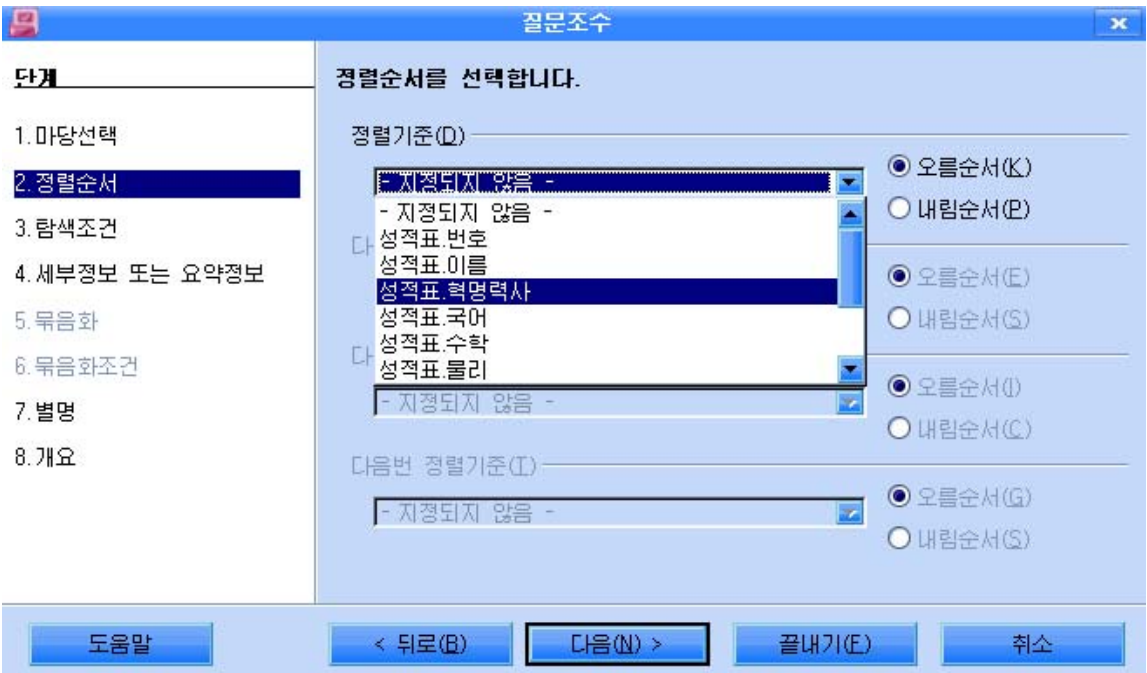 질문조수
단계
1.마당선택
2.정렬순서
3.탐색조건
4.세부정보 또는 요약정보
5.묶음화
6.묶음화조건
7.별명
8.개요
정렬순서를 선택합니다.
정렬기준(D)
- 지정되지 않음 -
오름순서(K)
내림순서(P)
- 지정되지 않음 -
성적표.번호
성적표.이름
성적표.혁명력사
성적표.국어
성적표.수학
성적표.물리
오름순서(E)
내림순서(S)
- 지정되지 않음 -
오름순서(I)
내림순서(C)
다음번 정렬기준(T)
- 지정되지 않음 -
오름순서(G)
내림순서(S)
도움말
< 뒤로(B)
다음(N) >
끝내기(F)
취소